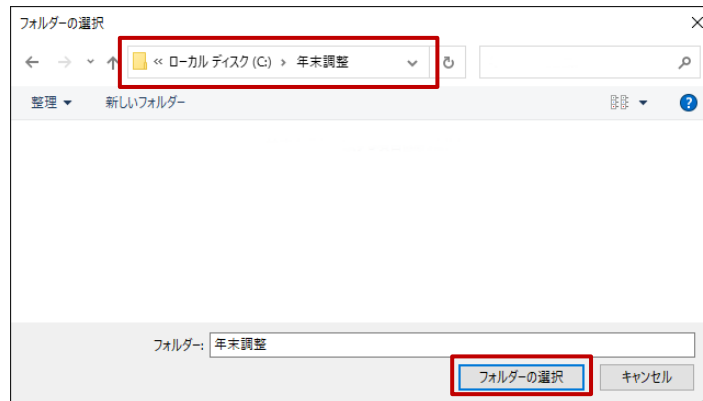 フォルダーの選択
« ローカル ディスク (C:) › 年末調整
整理 新しいフォルダー
フォルダー: 年末調整
フォルダーの選択 キャンセル